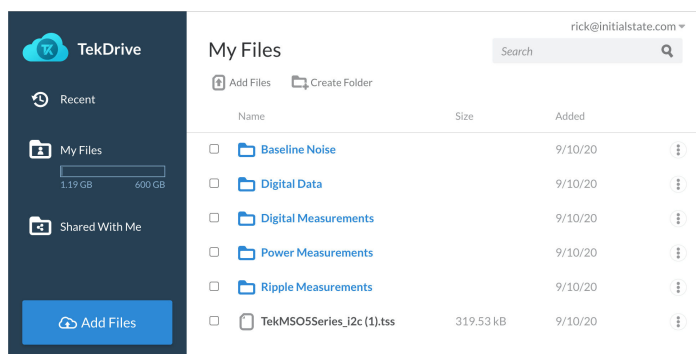 rick@initialstate.com
TekDrive
My Files
Search
Add Files Create Folder
Recent
Name Size Added
My Files
1.19 GB 600 GB
Shared With Me
Add Files
Baseline Noise 9/10/20
Digital Data 9/10/20
Digital Measurements 9/10/20
Power Measurements 9/10/20
Ripple Measurements 9/10/20
TekMSO5Series_i2c (1).tss 319.53 kB 9/10/20